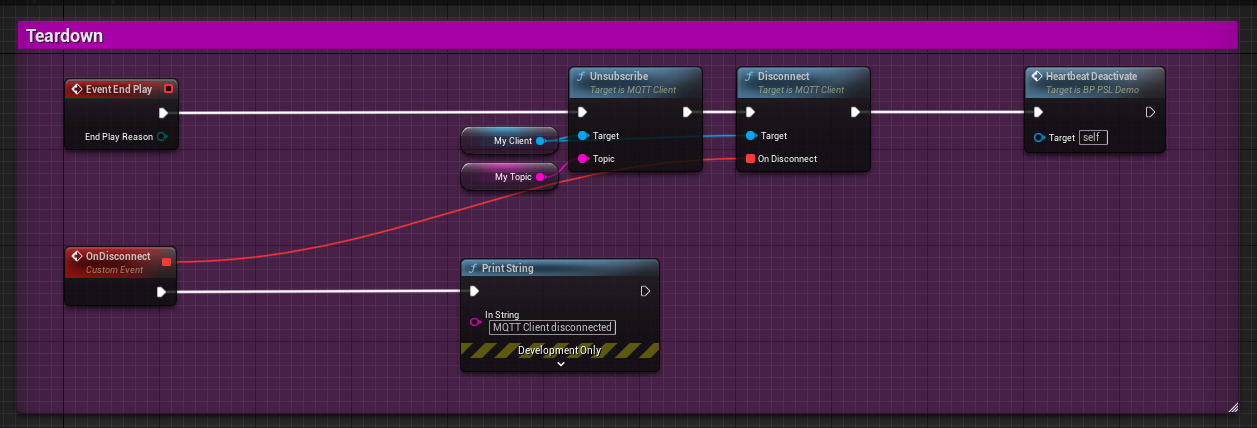 Teardown
Event End Play
End Play Reason
My Client
My Topic
Unsubscribe
Target is MQTT Client
Target
Topic
Disconnect
Target is MQTT Client
Target
On Disconnect
Heartbeat Deactivate
Target is BP PSL Demo
Target self
OnDisconnect
Custom Event
Print String
In String
MQTT Client disconnected
Development Only